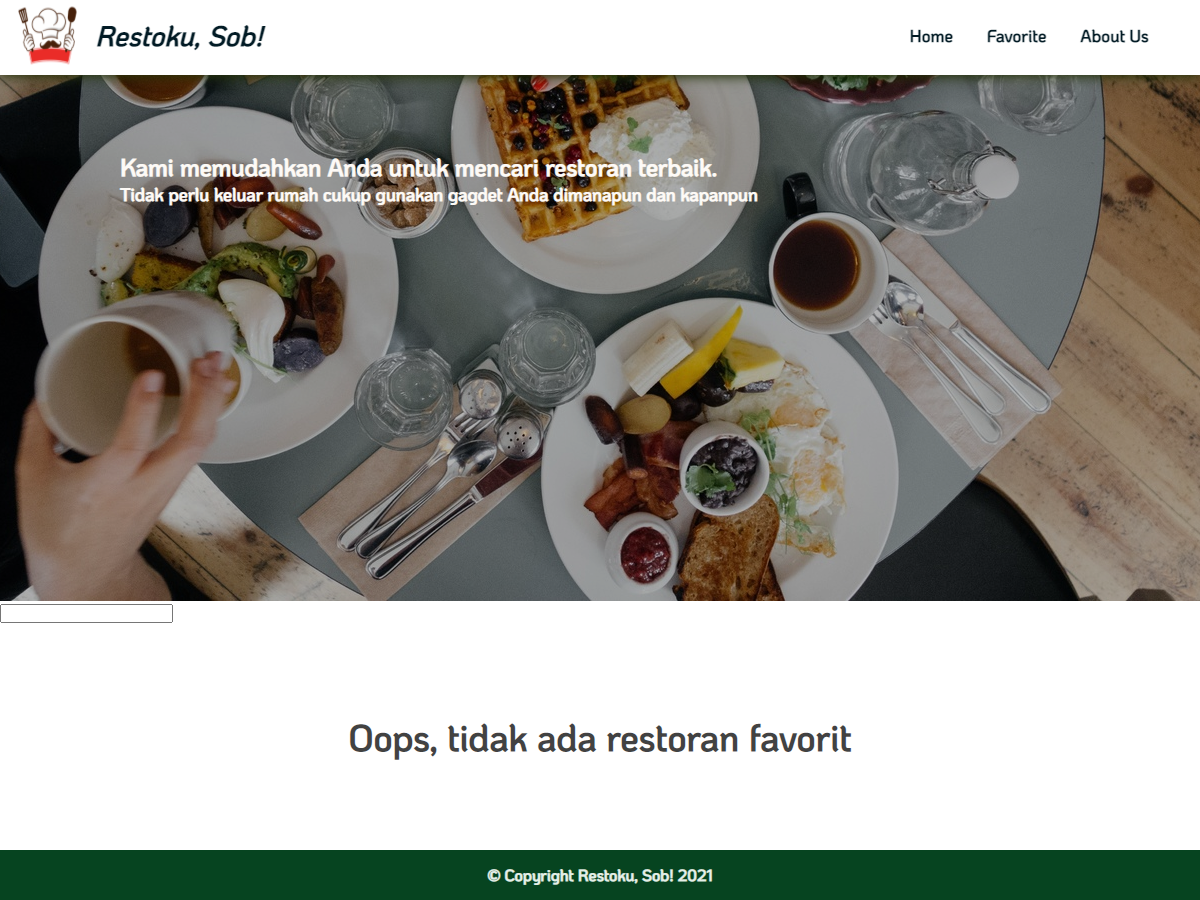 Restoku, Sob!
Home
Favorite
About Us
Kami memudahkan Anda untuk mencari restoran terbaik.
Tidak perlu keluar rumah cukup gunakan gagdet Anda dimanapun dan kapanpun
Oops, tidak ada restoran favorit
© Copyright Restoku, Sob! 2021